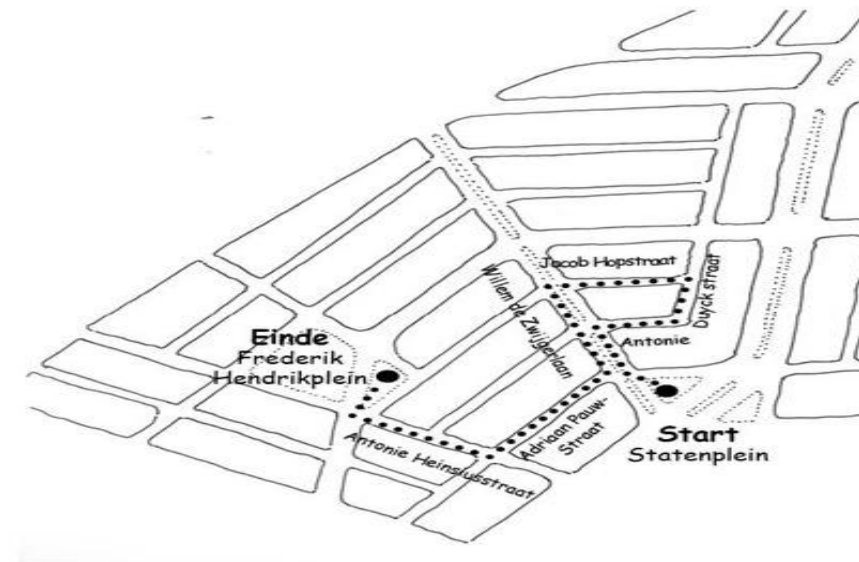 Jacob Hopstraat
Duyck straat
Willem de Zwijgerlaan
Antonie
Einde
Frederik
Hendrikplein
Adriaan Pauw-
Straat
Start
Statenplein
Antonie Heinsiusstraat